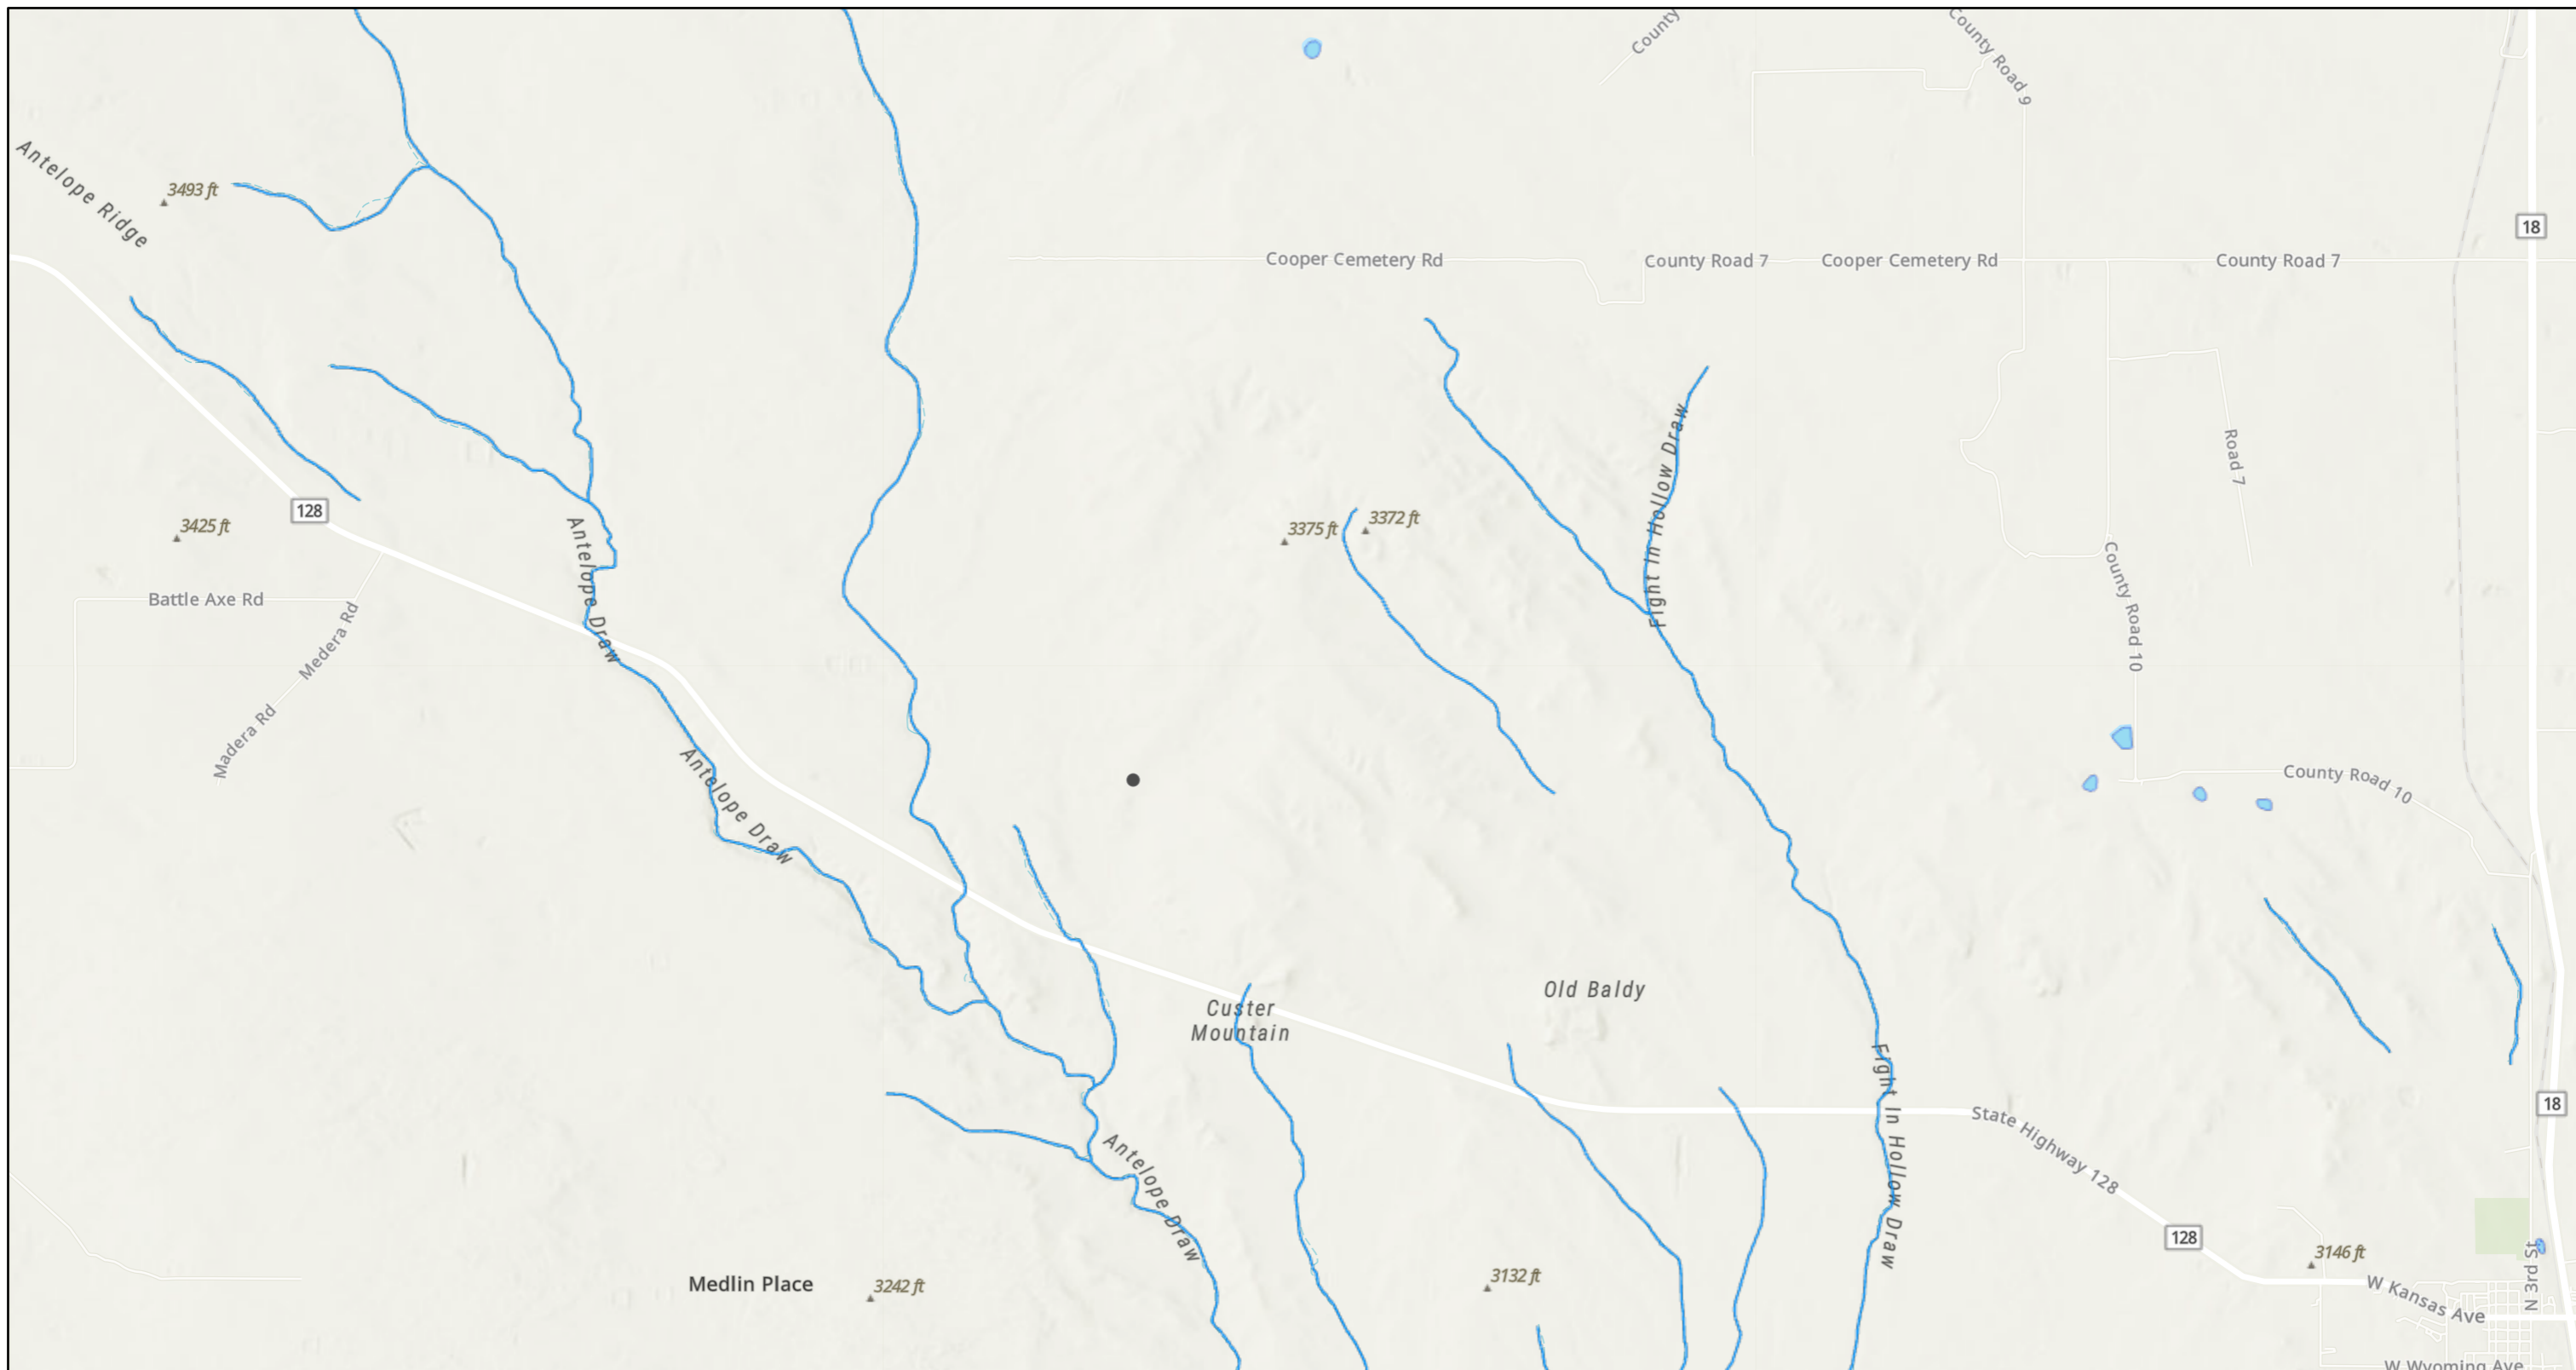 County
County Road 9
Antelope Ridge
3493 ft
18
Cooper Cemetery Rd
County Road 7
Cooper Cemetery Rd
County Road 7
Fight In Hollow Draw
Road 7
128
3425 ft
Antelope Draw
3375 ft
3372 ft
County Road 10
Battle Axe Rd
Medera Rd
Madera Rd
Antelope Draw
County Road 10
Old Baldy
Custer
Mountain
Fight In Hollow Draw
State Highway 128
18
Antelope Draw
128
3146 ft
N 3rd St
Medlin Place
3242 ft
3132 ft
W Kansas Ave
W Wyoming Ave